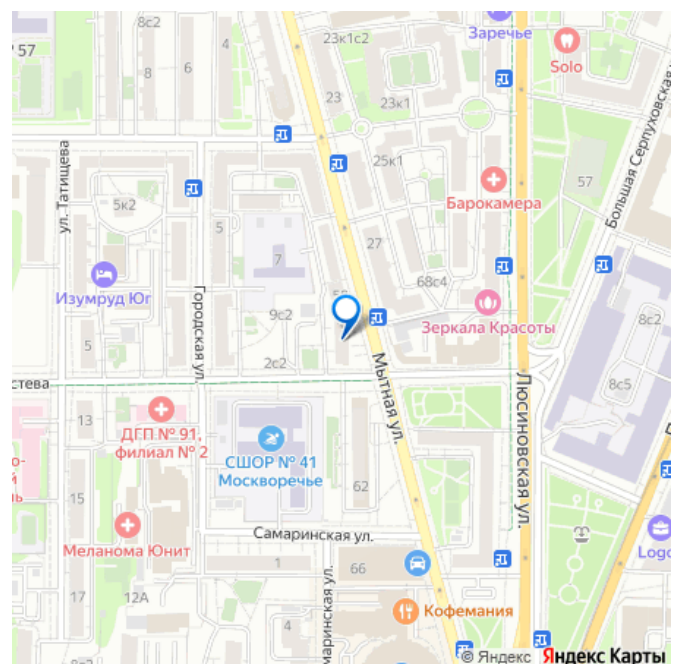 8с2
4
23к1с2
Заречье
57
Solo
6
8
23
23к1
25к1
57
Большая Серпуховская
ул. Татищева
Барокамера
5к2
5
27
7
68с4
Изумруд Юг
Городская ул.
Зеркала Красоты
9с2
8с2
5
2с2
Мытная ул.
8с5
стева
Люсиновская ул.
13
ДГП № 91,
филиал № 2
СШОР № 41
Москворечье
62
15
Самаринская ул.
Меланома Юнит
Logo
1
66
12А
Кофемания
17
4
маринская ул.
8с2
© Яндекс Яндекс Карты